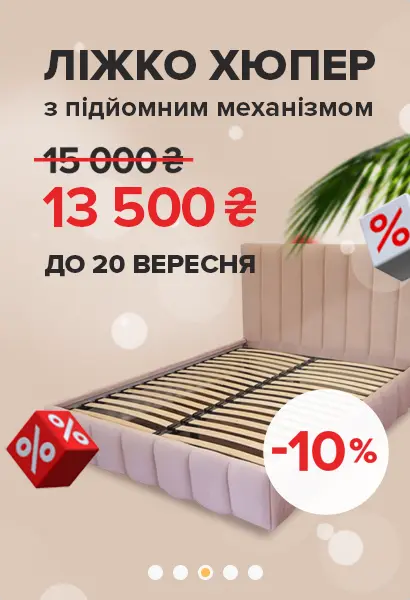 ЛІЖКО ХЮПЕР
з підйомним механізмом
15 000 ₴
13 500 ₴
ДО 20 ВЕРЕСНЯ
%
%
%
%
-10%